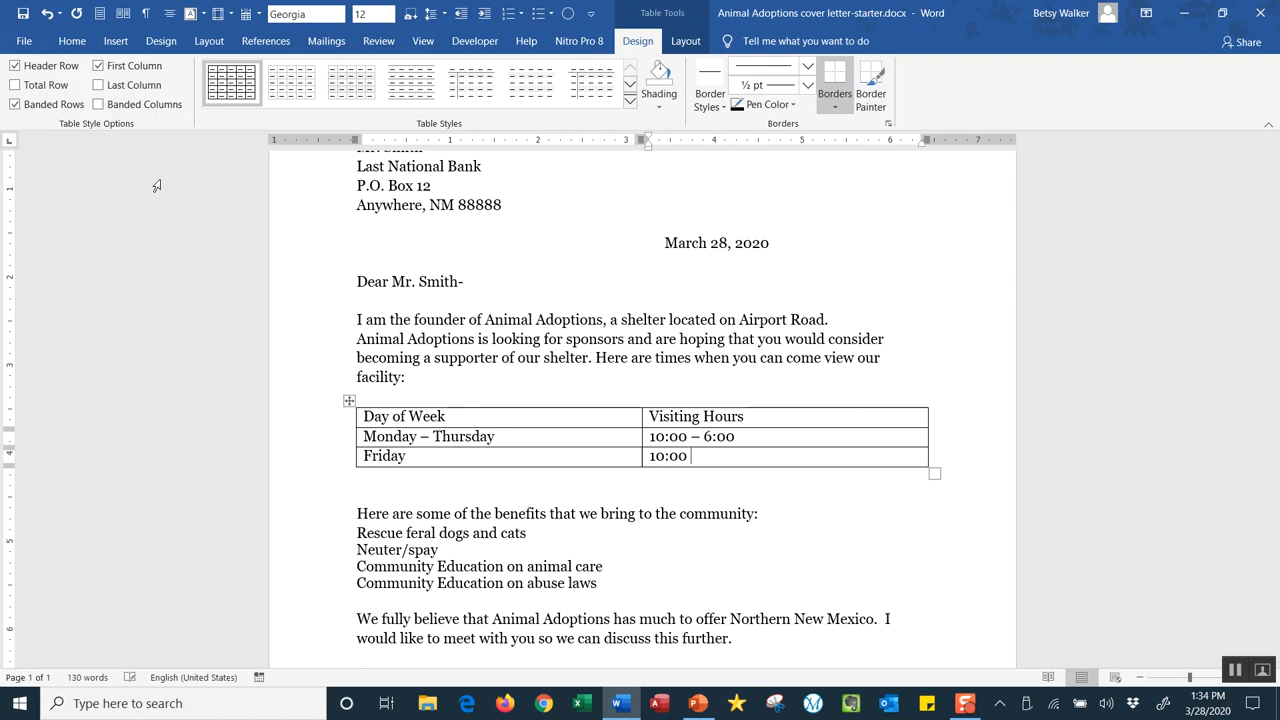 Georgia 12 Animal Adoptions cover letter-starter.docx - Word Betsy Walker
File Home Insert Design Layout References Mailings Review View Developer Help Nitro Pro 8 Design Layout Tell me what you want to do Share
Header Row First Column
Total Row Last Column
Banded Rows Banded Columns
Table Style Options
Table Styles
Shading
Border Styles
½ pt
Pen Color
Borders
Border Painter
Borders
Last National Bank
P.O. Box 12
Anywhere, NM 88888
March 28, 2020
Dear Mr. Smith-
I am the founder of Animal Adoptions, a shelter located on Airport Road.
Animal Adoptions is looking for sponsors and are hoping that you would consider
becoming a supporter of our shelter. Here are times when you can come view our
facility:
Day of Week Visiting Hours
Monday – Thursday 10:00 – 6:00
Friday 10:00
Here are some of the benefits that we bring to the community:
Rescue feral dogs and cats
Neuter/spay
Community Education on animal care
Community Education on abuse laws
We fully believe that Animal Adoptions has much to offer Northern New Mexico. I
would like to meet with you so we can discuss this further.
Page 1 of 1 130 words English (United States)
Type here to search
1:34 PM
3/28/2020